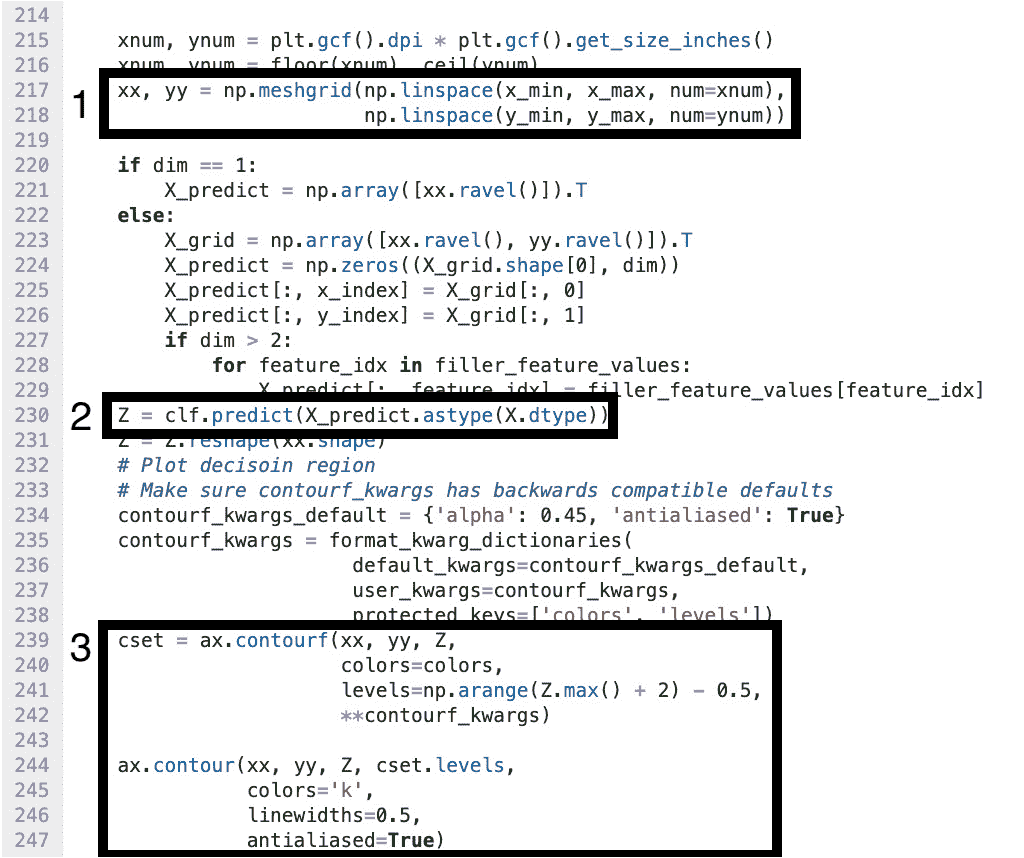 214
215 xnum, ynum = plt.gcf().dpi * plt.gcf().get_size_inches()
216 xnum, ynum = floor(xnum), ceil(ynum)
1
217 xx, yy = np.meshgrid(np.linspace(x_min, x_max, num=xnum),
218 np.linspace(y_min, y_max, num=ynum))
219
220 if dim == 1:
221 X_predict = np.array([xx.ravel()]).T
222 else:
223 X_grid = np.array([xx.ravel(), yy.ravel()]).T
224 X_predict = np.zeros((X_grid.shape[0], dim))
225 X_predict[:, x_index] = X_grid[:, 0]
226 X_predict[:, y_index] = X_grid[:, 1]
227 if dim > 2:
228 for feature_idx in filler_feature_values:
229 X_predict[:, feature_idx] = filler_feature_values[feature_idx]
2
230 Z = clf.predict(X_predict.astype(X.dtype))
231 Z = Z.reshape(xx.shape)
232 # Plot decisoin region
233 # Make sure contourf_kwargs has backwards compatible defaults
234 contourf_kwargs_default = {'alpha': 0.45, 'antialiased': True}
235 contourf_kwargs = format_kwarg_dictionaries(
236 default_kwargs=contourf_kwargs_default,
237 user_kwargs=contourf_kwargs,
238 protected_keys=['colors', 'levels'])
3
239 cset = ax.contourf(xx, yy, Z,
240 colors=colors,
241 levels=np.arange(Z.max() + 2) - 0.5,
242 **contourf_kwargs)
243
244 ax.contour(xx, yy, Z, cset.levels,
245 colors='k',
246 linewidths=0.5,
247 antialiased=True)